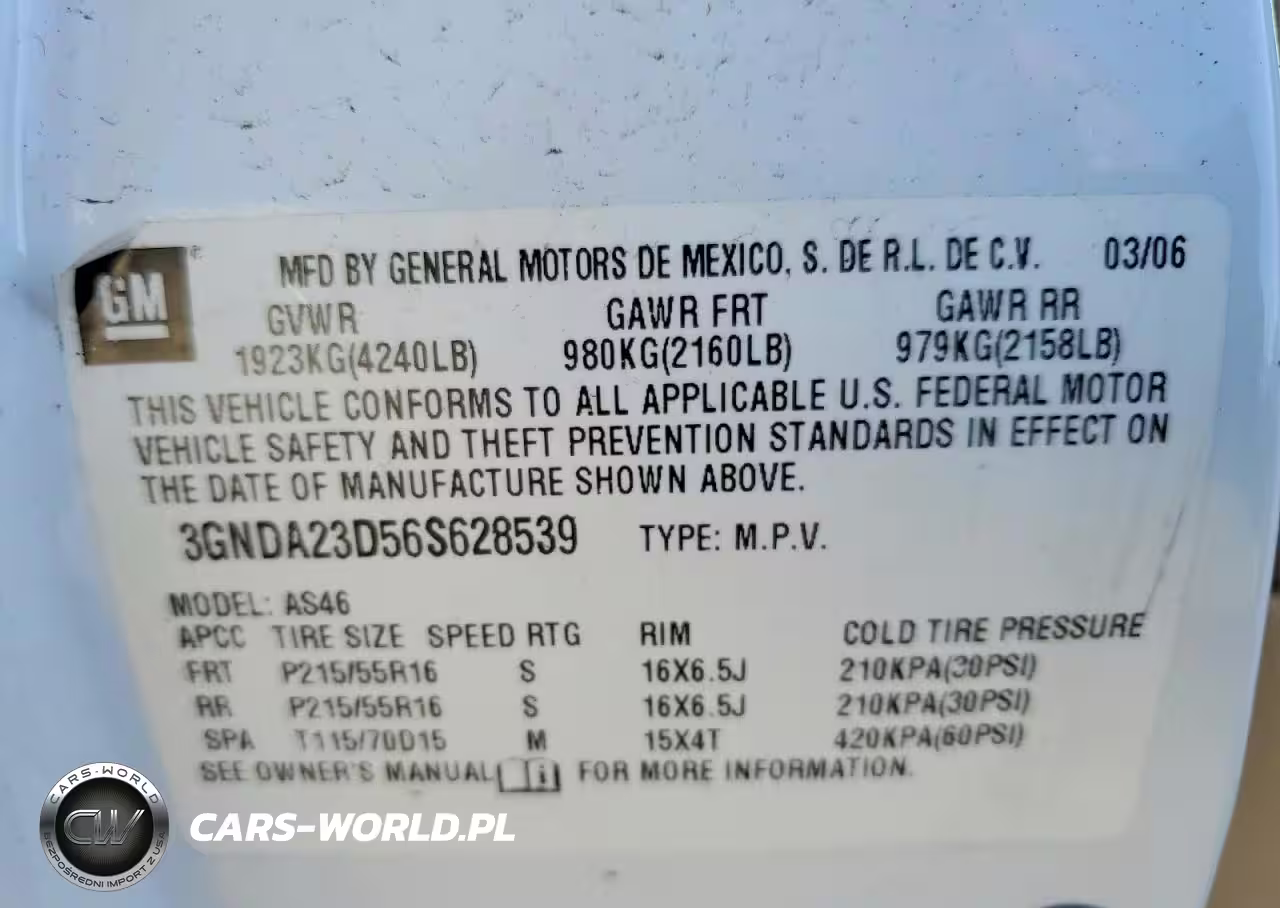 GM ®
MFD BY GENERAL MOTORS DE MEXICO, S. DE R.L. DE C.V. 03/06
GVWR GAWR FRT GAWR RR
1923KG(4240LB) 980KG(2160LB) 979KG(2158LB)
THIS VEHICLE CONFORMS TO ALL APPLICABLE U.S. FEDERAL MOTOR
VEHICLE SAFETY AND THEFT PREVENTION STANDARDS IN EFFECT ON
THE DATE OF MANUFACTURE SHOWN ABOVE.
3GNDA23D56S628539 TYPE: M.P.V.
MODEL: AS46
APCC TIRE SIZE SPEED RTG RIM COLD TIRE PRESSURE
FRT P215/55R16 S 16X6.5J 210KPA(30PSI)
RR P215/55R16 S 16X6.5J 210KPA(30PSI)
SPA T115/70D15 M 15X4T 420KPA(60PSI)
SEE OWNER'S MANUAL i FOR MORE INFORMATION.
CARS-WORLD
CW
BEZPOŚREDNI IMPORT Z USA
CARS-WORLD.PL